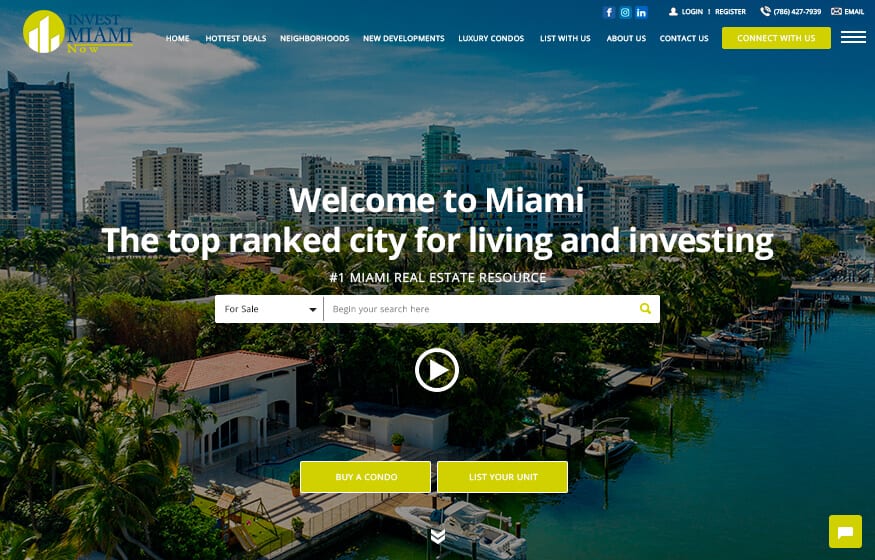 INVEST
MIAMI
Now
LOGIN | REGISTER
(786) 427-7939
EMAIL
HOME
HOTTEST DEALS
NEIGHBORHOODS
NEW DEVELOPMENTS
LUXURY CONDOS
LIST WITH US
ABOUT US
CONTACT US
CONNECT WITH US
Welcome to Miami
The top ranked city for living and investing
#1 MIAMI REAL ESTATE RESOURCE
For Sale
Begin your search here
BUY A CONDO
LIST YOUR UNIT